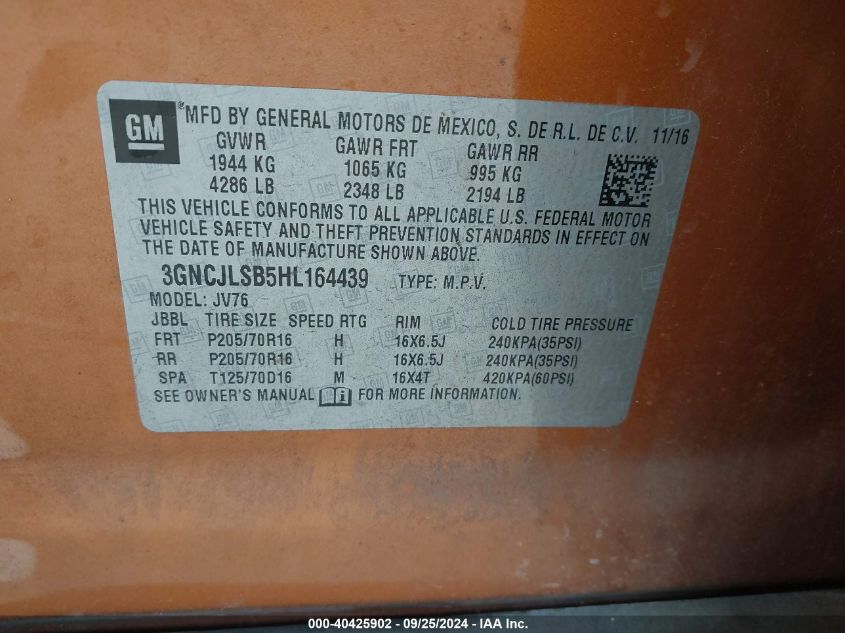 GM
®MFD BY GENERAL MOTORS DE MEXICO, S. DE R.L. DE C.V. 11/16
GVWR GAWR FRT GAWR RR
1944 KG 1065 KG 995 KG
4286 LB 2348 LB 2194 LB
THIS VEHICLE CONFORMS TO ALL APPLICABLE U.S. FEDERAL MOTOR
VEHICLE SAFETY AND THEFT PREVENTION STANDARDS IN EFFECT ON
THE DATE OF MANUFACTURE SHOWN ABOVE.
3GNCJLSB5HL164439 TYPE: M.P.V.
MODEL: JV76
JBBL TIRE SIZE SPEED RTG RIM COLD TIRE PRESSURE
FRT P205/70R16 H 16X6.5J 240KPA(35PSI)
RR P205/70R16 H 16X6.5J 240KPA(35PSI)
SPA T125/70D16 M 16X4T 420KPA(60PSI)
SEE OWNER'S MANUAL i FOR MORE INFORMATION.
000-40425902 - 09/25/2024 - IAA Inc.